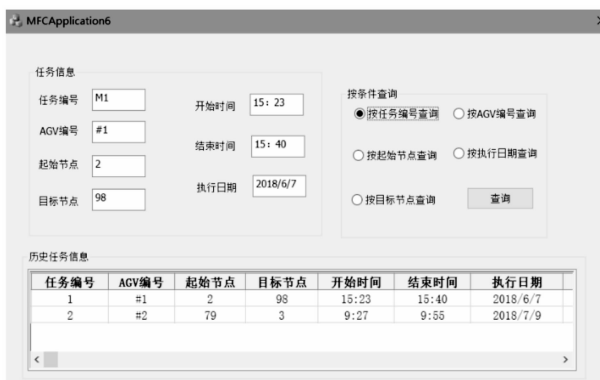 MFCApplication6
任务信息
任务编号 M1
AGV编号 #1
起始节点 2
目标节点 98
开始时间 15：23
结束时间 15：40
执行日期 2018/6/7
按条件查询
按任务编号查询 按AGV编号查询
按起始节点查询 按执行日期查询
按目标节点查询 查询
历史任务信息
任务编号 AGV编号 起始节点 目标节点 开始时间 结束时间 执行日期
1 #1 2 98 15:23 15:40 2018/6/7
2 #2 79 3 9:27 9:55 2018/7/9